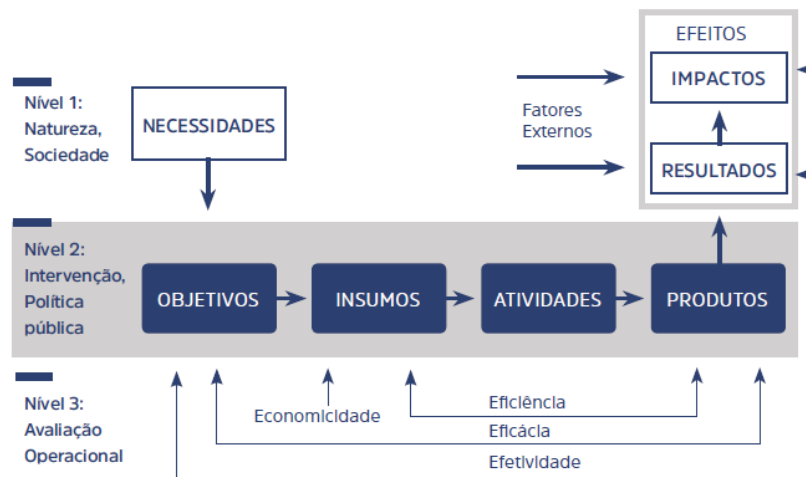 EFEITOS
IMPACTOS
Nível 1:
Natureza,
Sociedade
NECESSIDADES
Fatores
Externos
RESULTADOS
Nível 2:
Intervenção,
Política
pública
OBJETIVOS
INSUMOS
ATIVIDADES
PRODUTOS
Nível 3:
Avaliação
Operacional
Economicidade
Eficiência
Eficácia
Efetividade